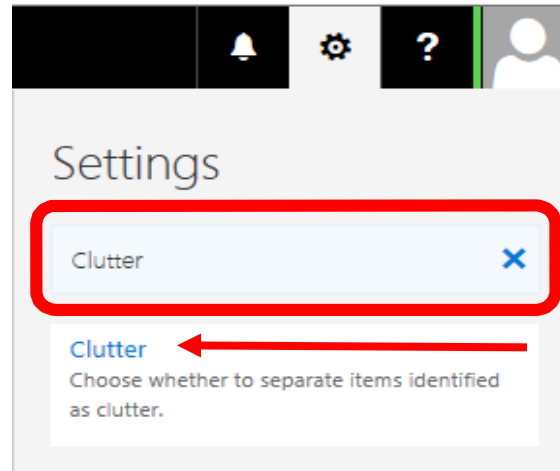 ?
Settings
Clutter
Clutter
Choose whether to separate items identified
as clutter.